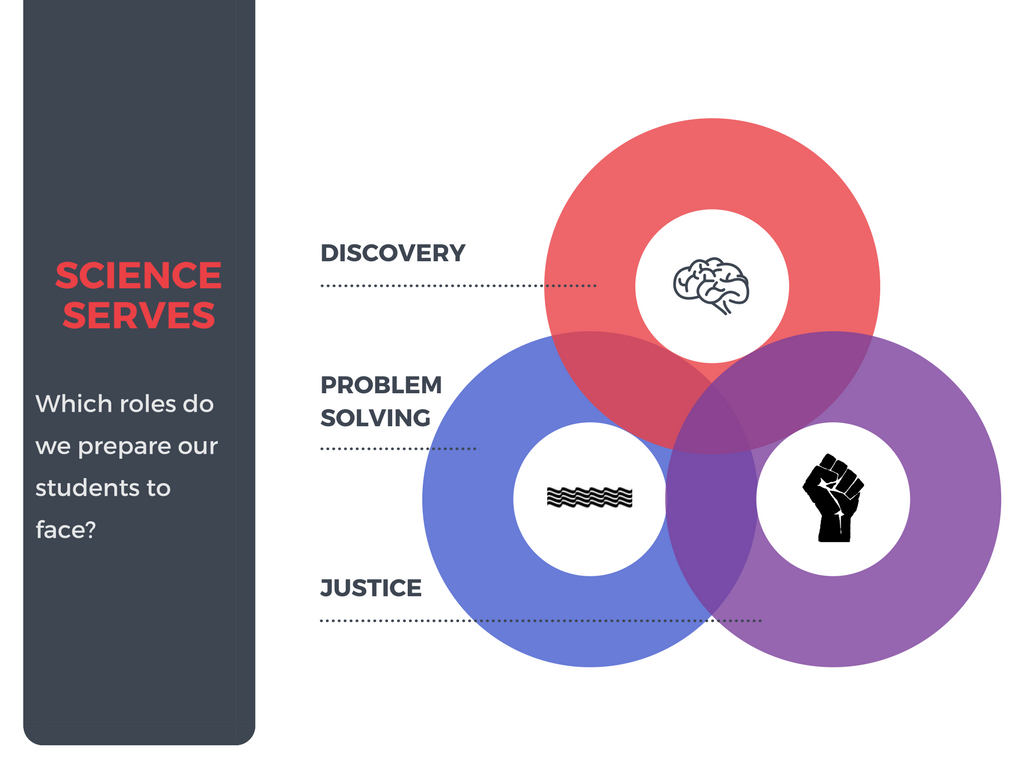 SCIENCE
SERVES
Which roles do
we prepare our
students to
face?
DISCOVERY
PROBLEM
SOLVING
JUSTICE